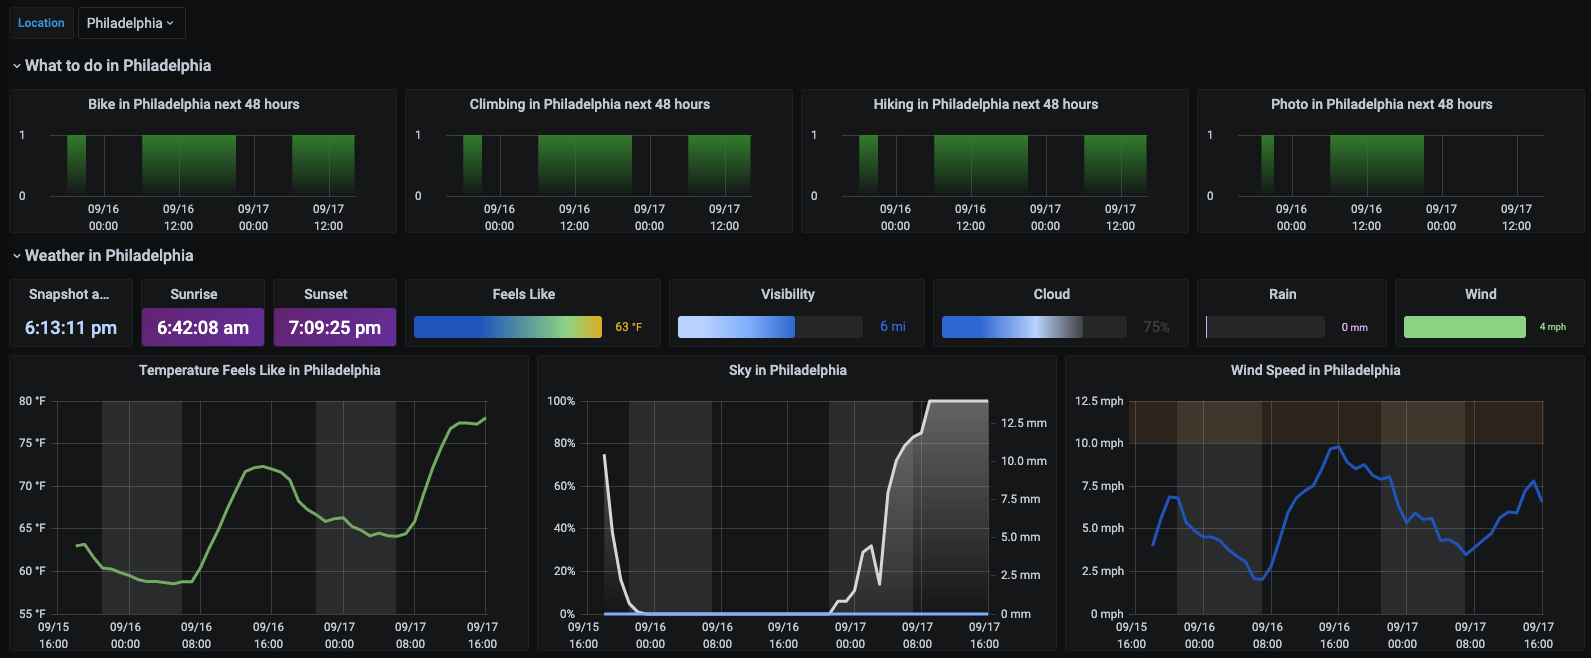 Location Philadelphia
What to do in Philadelphia
Bike in Philadelphia next 48 hours
1
0
09/16 09/16 09/17 09/17
00:00 12:00 00:00 12:00
Climbing in Philadelphia next 48 hours
1
0
09/16 09/16 09/17 09/17
00:00 12:00 00:00 12:00
Hiking in Philadelphia next 48 hours
1
0
09/16 09/16 09/17 09/17
00:00 12:00 00:00 12:00
Photo in Philadelphia next 48 hours
1
0
09/16 09/16 09/17 09/17
00:00 12:00 00:00 12:00
Weather in Philadelphia
Snapshot a...
6:13:11 pm
Sunrise
6:42:08 am
Sunset
7:09:25 pm
Feels Like
63 °F
Visibility
6 mi
Cloud
75%
Rain
0 mm
Wind
4 mph
Temperature Feels Like in Philadelphia
80 °F
75 °F
70 °F
65 °F
60 °F
55 °F
09/15 09/16 09/16 09/16 09/17 09/17 09/17
16:00 00:00 08:00 16:00 00:00 08:00 16:00
Sky in Philadelphia
100%
80%
60%
40%
20%
0%
12.5 mm
10.0 mm
7.5 mm
5.0 mm
2.5 mm
0 mm
09/15 09/16 09/16 09/16 09/17 09/17 09/17
16:00 00:00 08:00 16:00 00:00 08:00 16:00
Wind Speed in Philadelphia
12.5 mph
10.0 mph
7.5 mph
5.0 mph
2.5 mph
0 mph
09/15 09/16 09/16 09/16 09/17 09/17 09/17
16:00 00:00 08:00 16:00 00:00 08:00 16:00